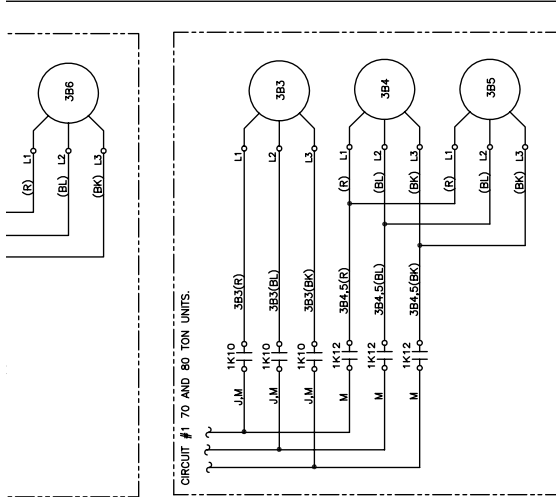 3B6
L1
L2
L3
(R)
(BL)
(BK)
3B3
3B4
3B5
L1
L2
L3
L1
L2
L3
L1
L2
L3
(R)
(BL)
(BK)
(R)
(BL)
(BK)
3B3(R)
3B3(BL)
3B3(BK)
3B4,5(R)
3B4,5(BL)
3B4,5(BK)
1K10
1K10
1K10
1K12
1K12
1K12
J,M
J,M
J,M
M
M
M
CIRCUIT #1 70 AND 80 TON UNITS.